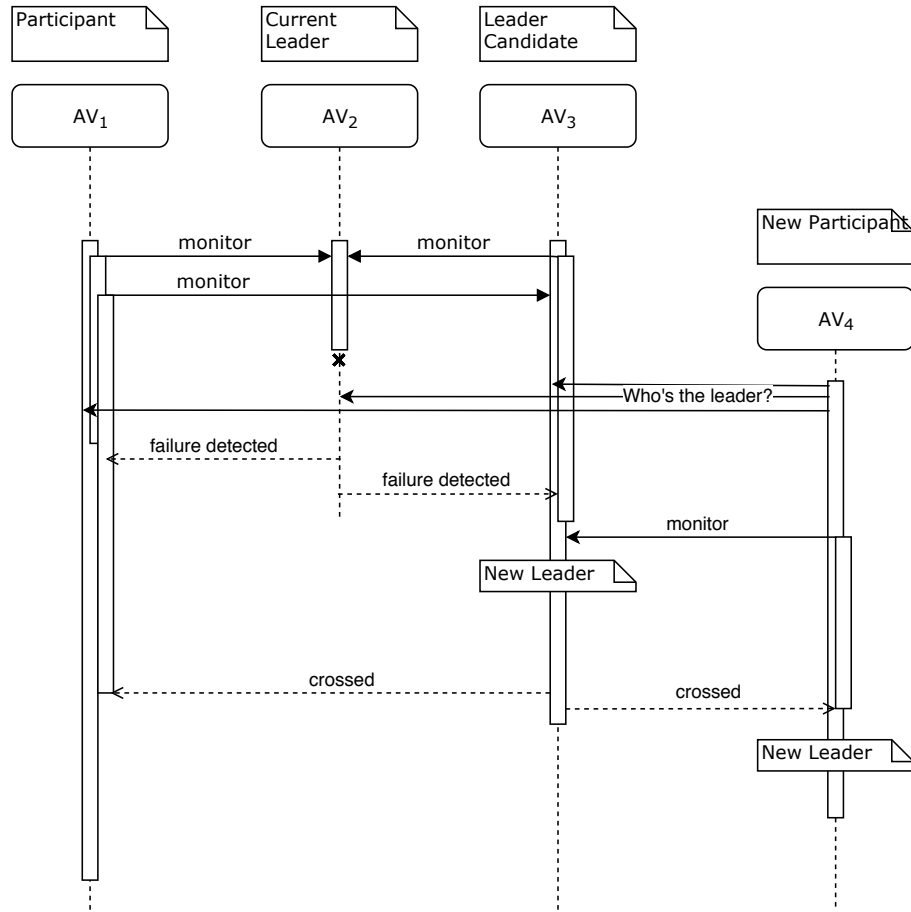 Participant
Current
Leader
Leader
Candidate
AV1
AV2
AV3
New Participant
monitor
monitor
monitor
AV4
Who's the leader?
failure detected
failure detected
monitor
New Leader
crossed
crossed
New Leader